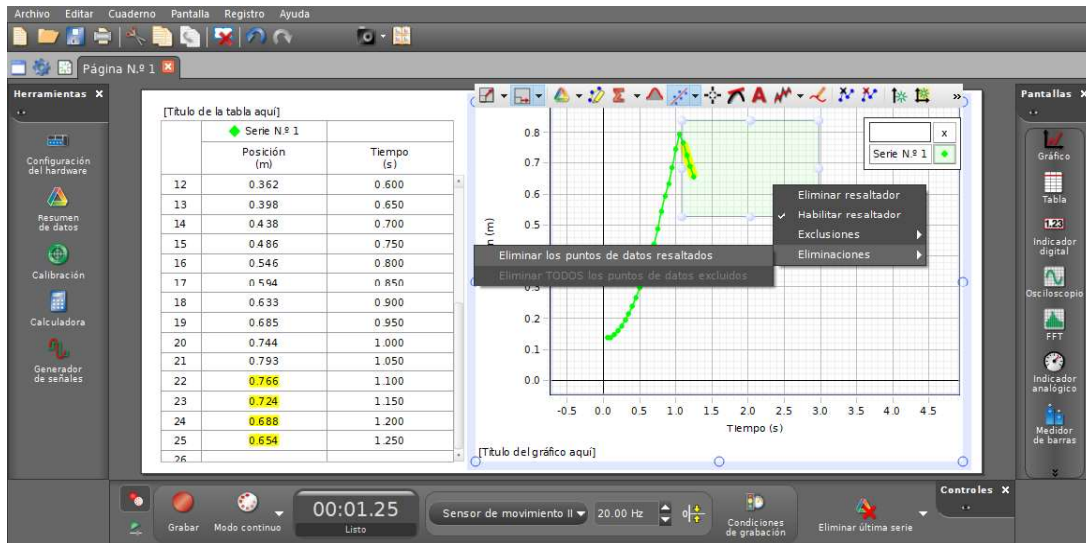 Archivo Editar Cuaderno Pantalla Registro Ayuda
Página N.º 1
Herramientas X
Configuración
del hardware
Resumen
de datos
Calibración
Calculadora
Generador
de señales
[Título de la tabla aquí]
Serie N.º 1
Posición
(m)
Tiempo
(s)
12 0.362 0.600
13 0.398 0.650
14 0.438 0.700
15 0.486 0.750
16 0.546 0.800
17 0.594 0.850
18 0.633 0.900
19 0.685 0.950
20 0.744 1.000
21 0.793 1.050
22 0.766 1.100
23 0.724 1.150
24 0.688 1.200
25 0.654 1.250
26
0.8
0.7
0.6
0.5
0.3
0.2
0.1
0.0
(m)
-0.5 0.0 0.5 1.0 1.5 2.0 2.5 3.0 3.5 4.0 4.5
Tiempo (s)
[Título del gráfico aquí]
x
Serie N.º 1
Eliminar resaltador
Habilitar resaltador
Exclusiones
Eliminaciones
Eliminar los puntos de datos resaltados
Eliminar TODOS los puntos de datos excluidos
Pantallas X
Gráfico
Tabla
1.23
Indicador
digital
Osciloscopio
FFT
Indicador
analógico
Medidor
de barras
Controles X
Grabar
Modo continuo
00:01.25
Listo
Sensor de movimiento II
20.00 Hz
Condiciones
de grabación
Eliminar última serie